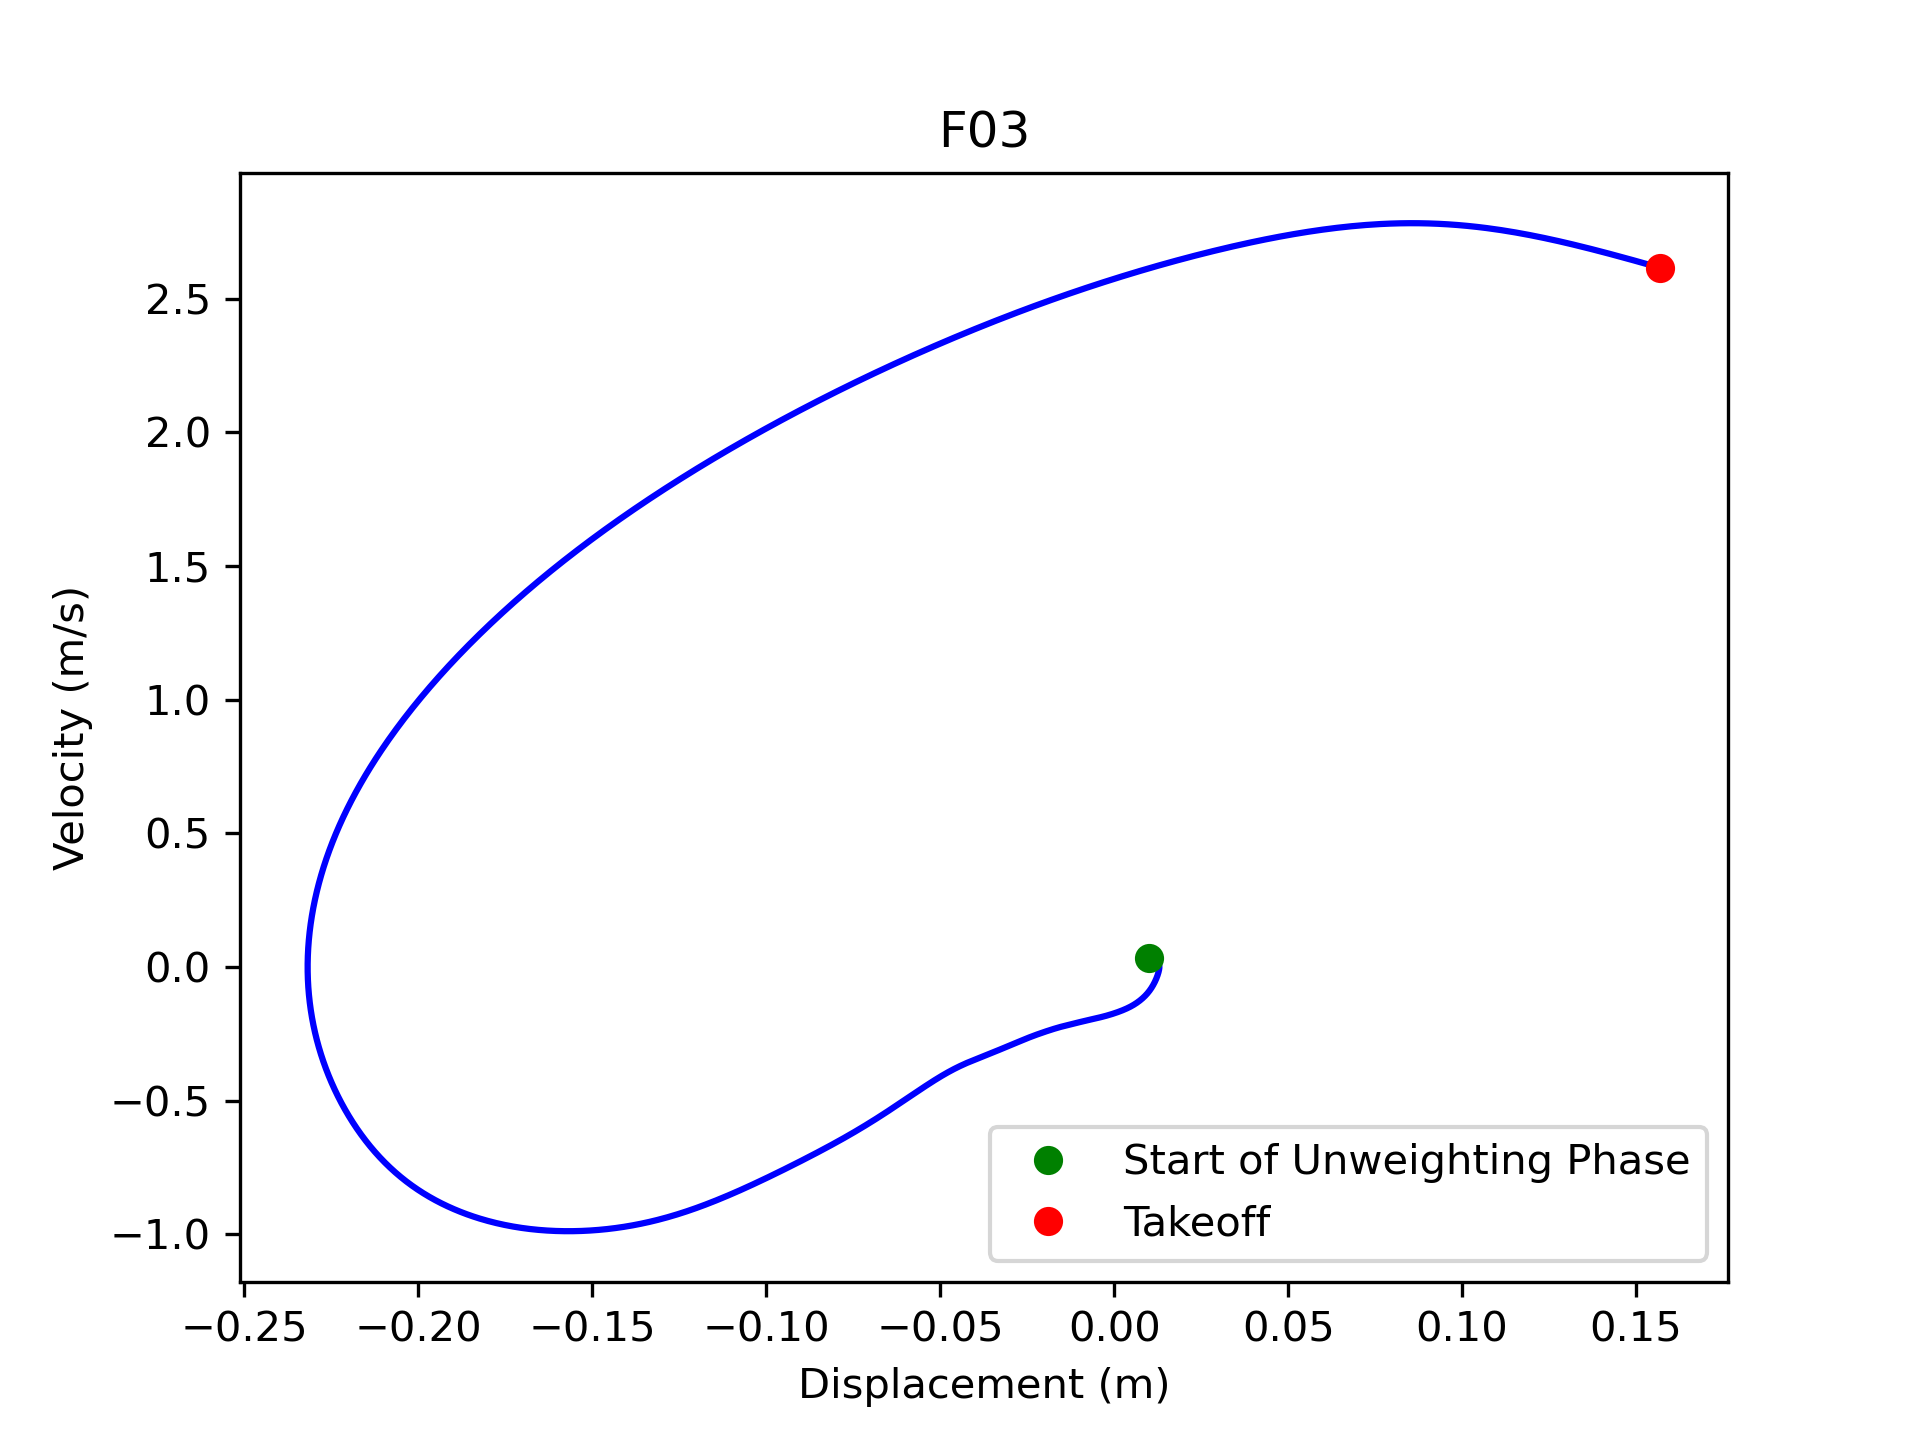 F03
Velocity (m/s)
2.5
2.0
1.5
1.0
0.5
0.0
−0.5
−1.0
Start of Unweighting Phase
Takeoff
−0.25 −0.20 −0.15 −0.10 −0.05 0.00 0.05 0.10 0.15
Displacement (m)